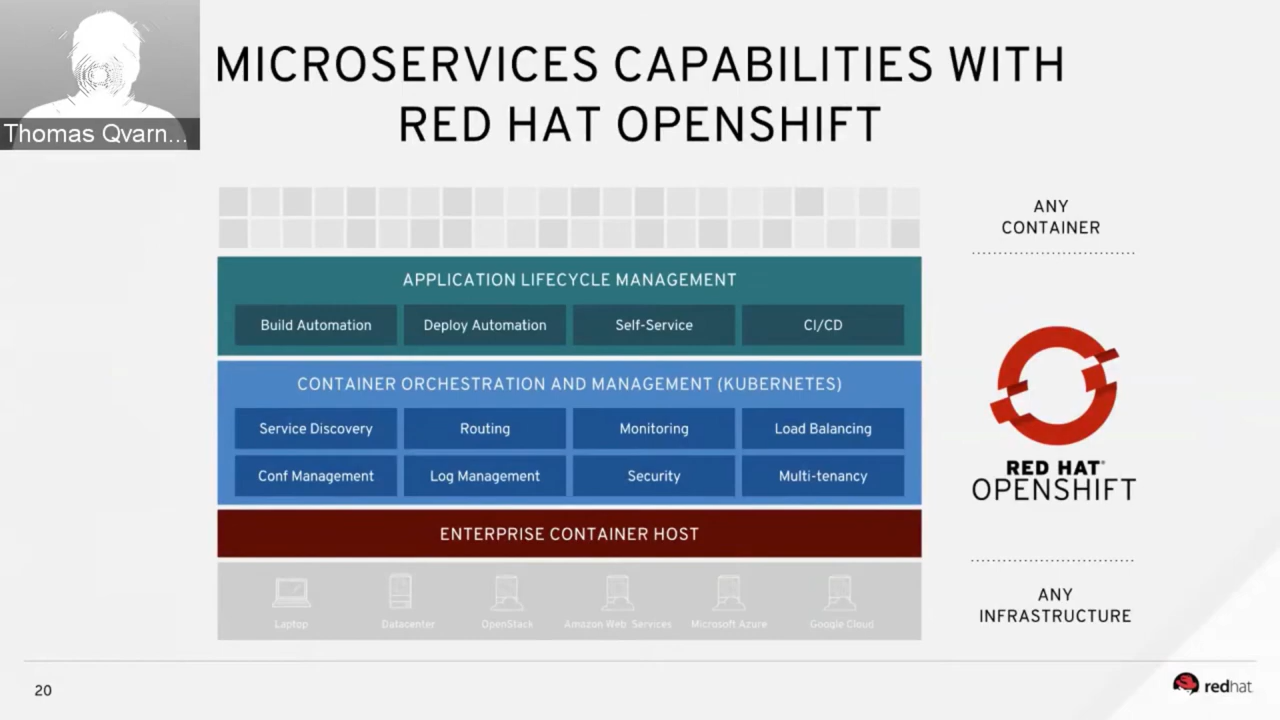 Thomas Qvarn...
MICROSERVICES CAPABILITIES WITH
RED HAT OPENSHIFT
ANY
CONTAINER
APPLICATION LIFECYCLE MANAGEMENT
Build Automation
Deploy Automation
Self-Service
CI/CD
CONTAINER ORCHESTRATION AND MANAGEMENT (KUBERNETES)
Service Discovery
Routing
Monitoring
Load Balancing
Conf Management
Log Management
Security
Multi-tenancy
RED HAT
OPENSHIFT
ENTERPRISE CONTAINER HOST
Laptop
Datacenter
OpenStack
Amazon Web Services
Microsoft Azure
Google Cloud
ANY
INFRASTRUCTURE
20
redhat